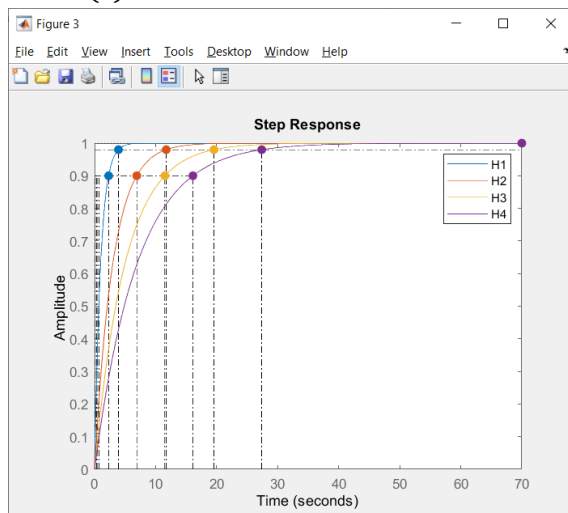 Figure 3
File Edit View Insert Tools Desktop Window Help
Step Response
1
0.9
0.8
0.7
0.6
0.5
0.4
0.3
0.2
0.1
0
Amplitude
H1
H2
H3
H4
0 10 20 30 40 50 60 70
Time (seconds)